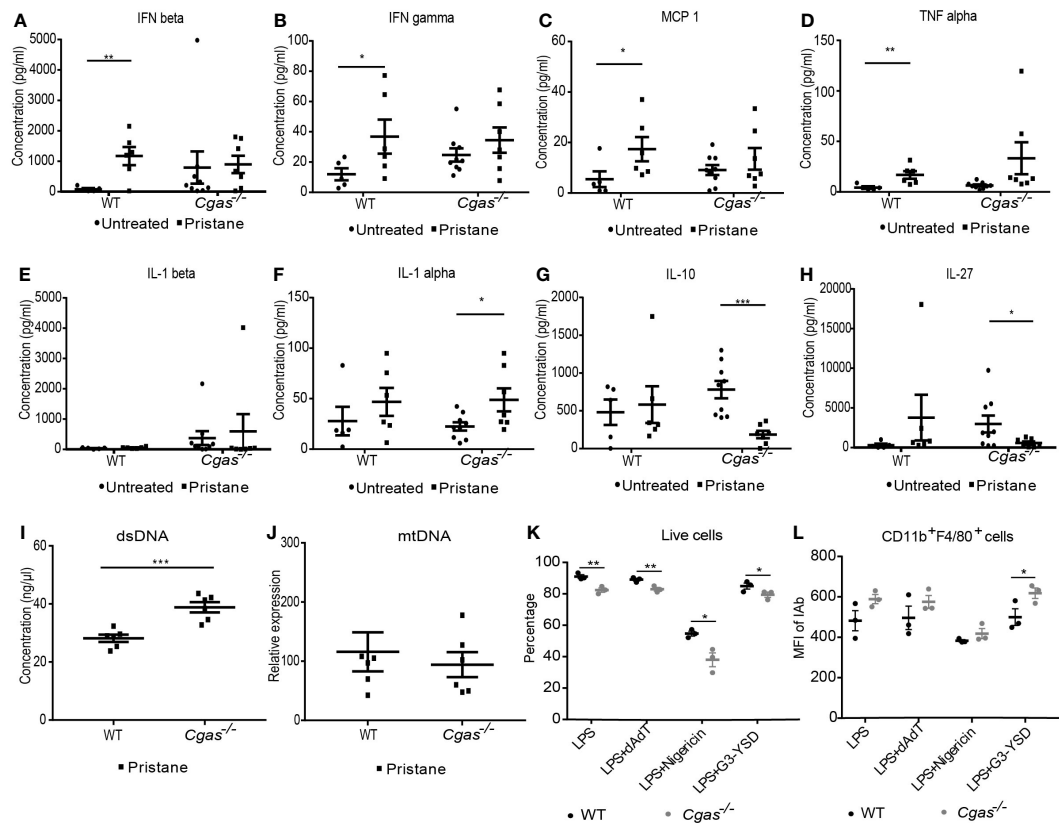 A IFN beta
Concentration (pg/ml)
5000
4000
3000
2000
1000
0
**
WT Cgas-/-
Untreated Pristane
B IFN gamma
Concentration (pg/ml)
100
80
60
40
20
0
*
WT Cgas-/-
Untreated Pristane
C MCP 1
Concentration (pg/ml)
60
40
20
0
*
WT Cgas-/-
Untreated Pristane
D TNF alpha
Concentration (pg/ml)
150
100
50
0
**
WT Cgas-/-
Untreated Pristane
E IL-1 beta
Concentration (pg/ml)
5000
4000
3000
2000
1000
0
WT Cgas-/-
Untreated Pristane
F IL-1 alpha
Concentration (pg/ml)
150
100
50
0
*
WT Cgas-/-
Untreated Pristane
G IL-10
Concentration (pg/ml)
2000
1500
1000
500
0
***
WT Cgas-/-
Untreated Pristane
H IL-27
Concentration (pg/ml)
20000
15000
10000
5000
0
*
WT Cgas-/-
Untreated Pristane
I dsDNA
Concentration (ng/µl)
60
40
20
0
***
WT Cgas-/-
Pristane
J mtDNA
Relative expression
300
200
100
0
WT Cgas-/-
Pristane
K Live cells
Percentage
100
80
60
40
20
0
** ** * *
LPS
LPS+dAdT
LPS+Nigericin
LPS+G3-YSD
WT Cgas-/-
L CD11b+F4/80+ cells
MFI of IAb
800
600
400
200
0
*
LPS
LPS+dAdT
LPS+Nigericin
LPS+G3-YSD
WT Cgas-/-